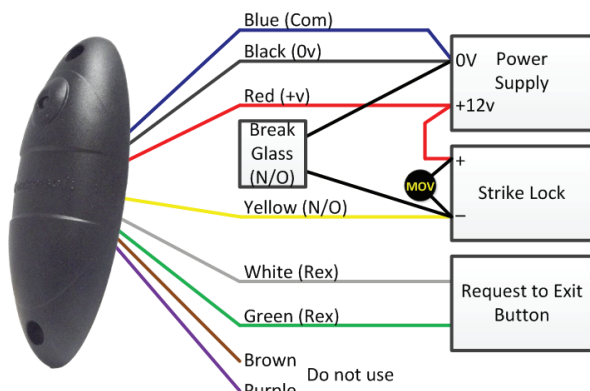 Blue (Com)
Black (0v)
0V
Power
Supply
Red (+v)
+12v
Break
Glass
(N/O)
+
MOV
Strike Lock
Yellow (N/O)
–
White (Rex)
Request to Exit
Button
Green (Rex)
Brown
Do not use
Purple